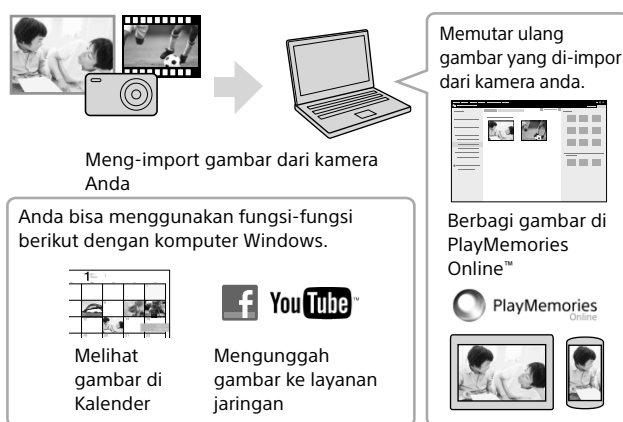 Meng-import gambar dari kamera
Anda
Memutar ulang
gambar yang di-impor
dari kamera anda.
Berbagi gambar di
PlayMemories
Online™
PlayMemories
Online
Anda bisa menggunakan fungsi-fungsi
berikut dengan komputer Windows.
1
Melihat
gambar di
Kalender
f YouTube™
Mengunggah
gambar ke layanan
jaringan